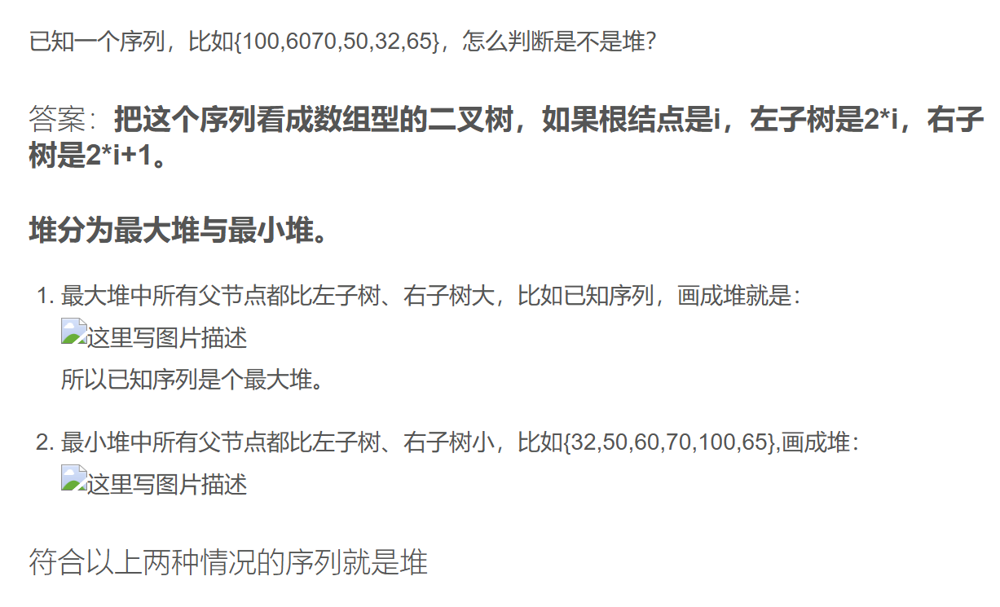 已知一个序列，比如{100,6070,50,32,65}，怎么判断是不是堆？
答案：把这个序列看成数组型的二叉树，如果根结点是i，左子树是2*i，右子
树是2*i+1。
堆分为最大堆与最小堆。
1. 最大堆中所有父节点都比左子树、右子树大，比如已知序列，画成堆就是：
这里写图片描述
所以已知序列是个最大堆。
2. 最小堆中所有父节点都比左子树、右子树小，比如{32,50,60,70,100,65},画成堆：
这里写图片描述
符合以上两种情况的序列就是堆